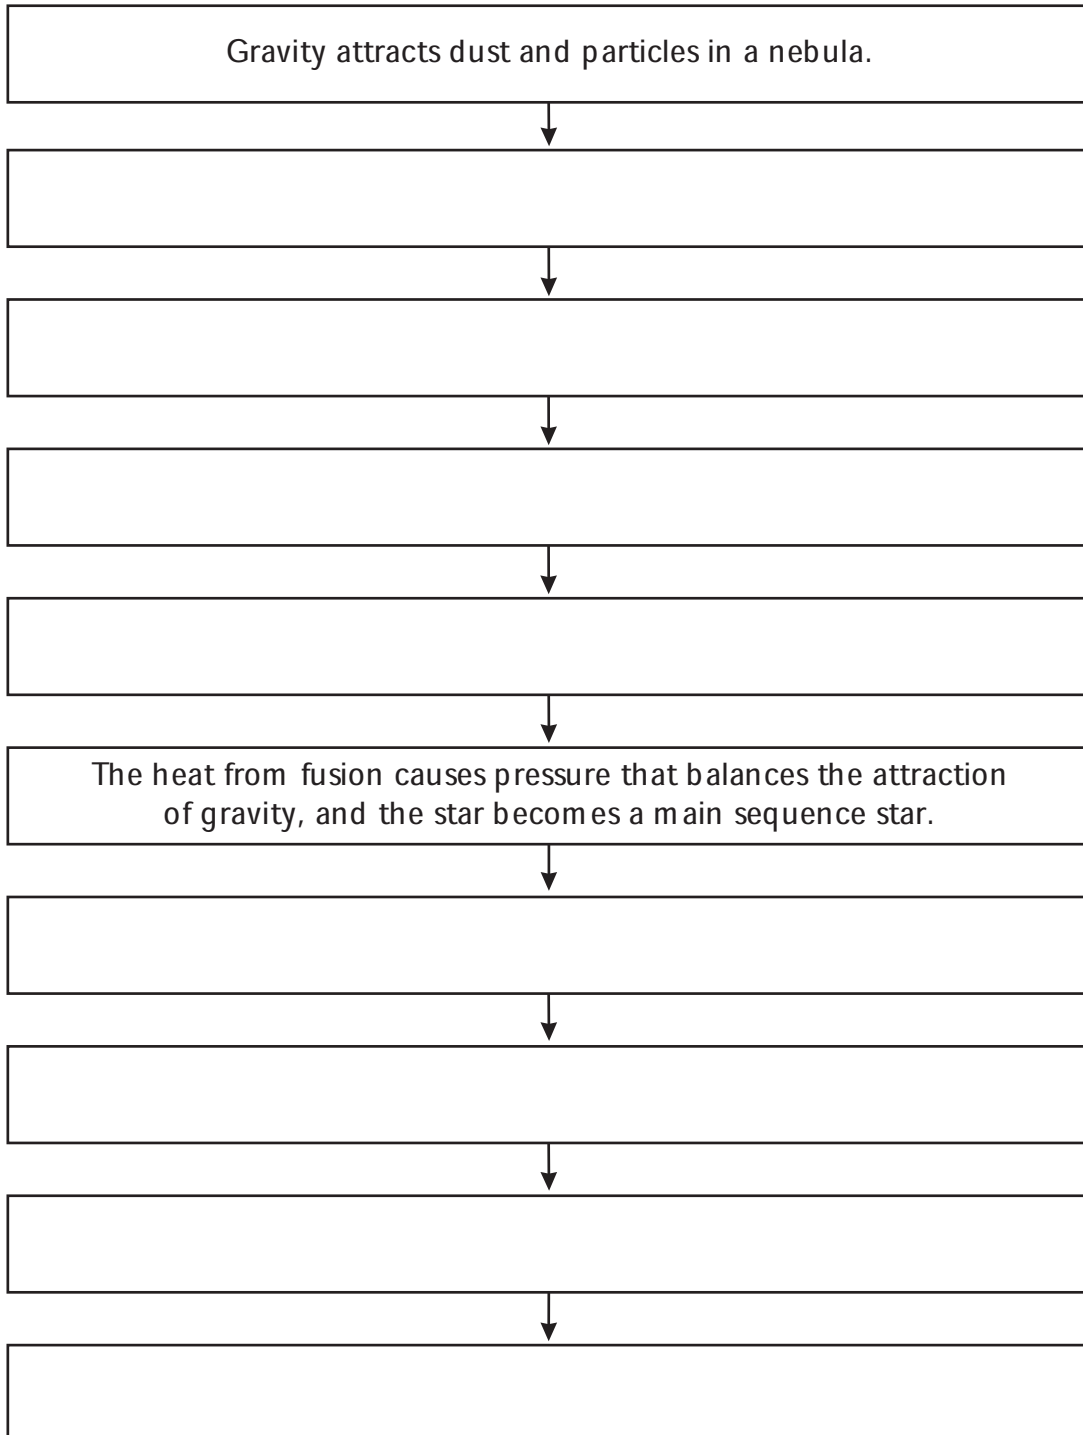 Gravity attracts dust and particles in a nebula.
The heat from fusion causes pressure that balances the attraction
of gravity, and the star becomes a main sequence star.